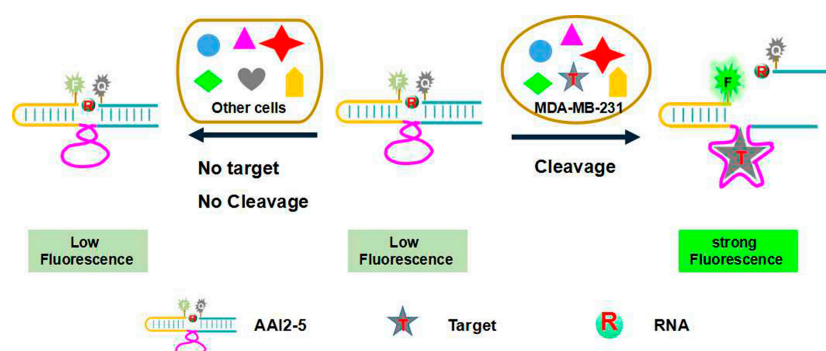 F Q
R
Other cells
No target
No Cleavage
F Q
R
T
MDA-MB-231
Cleavage
Q
R
F
T
Low
Fluorescence
Low
Fluorescence
strong
Fluorescence
F Q
R
AAI2-5
T
Target
R
RNA